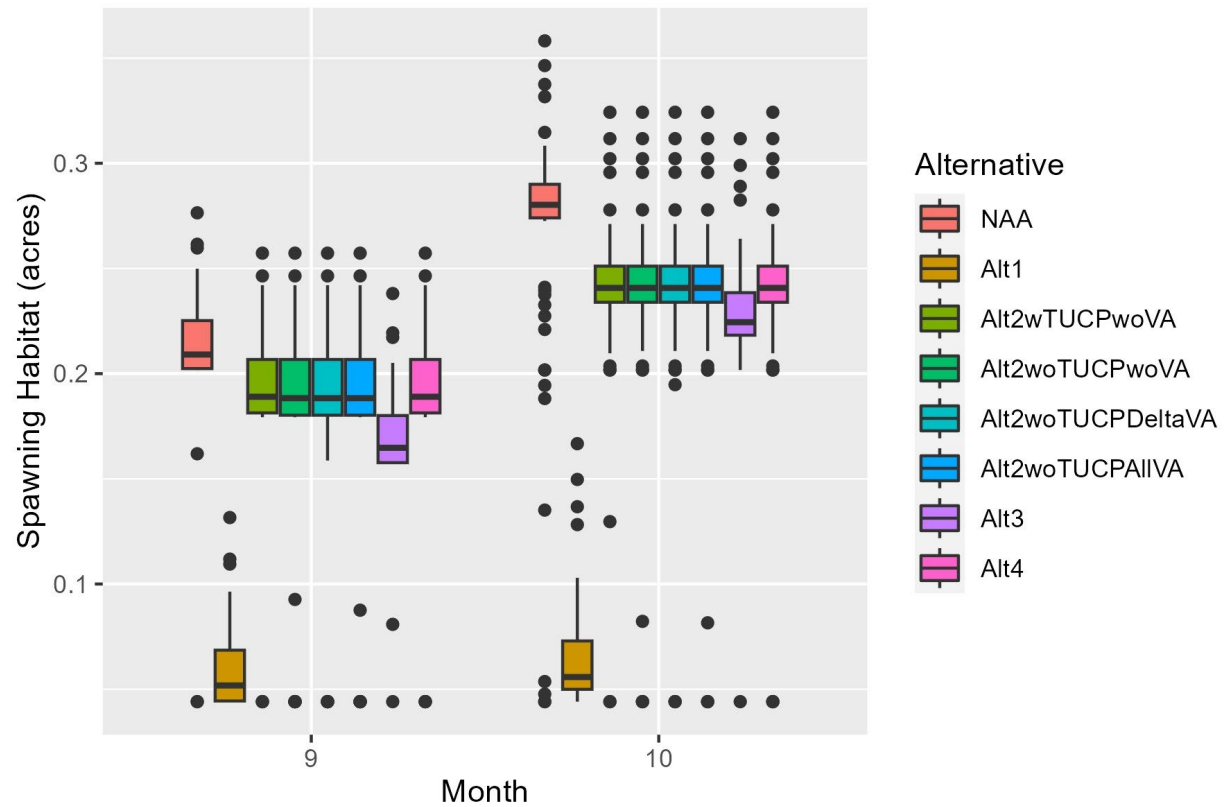 Spawning Habitat (acres)
0.3
0.2
0.1
9
10
Month
Alternative
NAA
Alt1
Alt2wTUCPwoVA
Alt2woTUCPwoVA
Alt2woTUCPDeltaVA
Alt2woTUCPAllVA
Alt3
Alt4